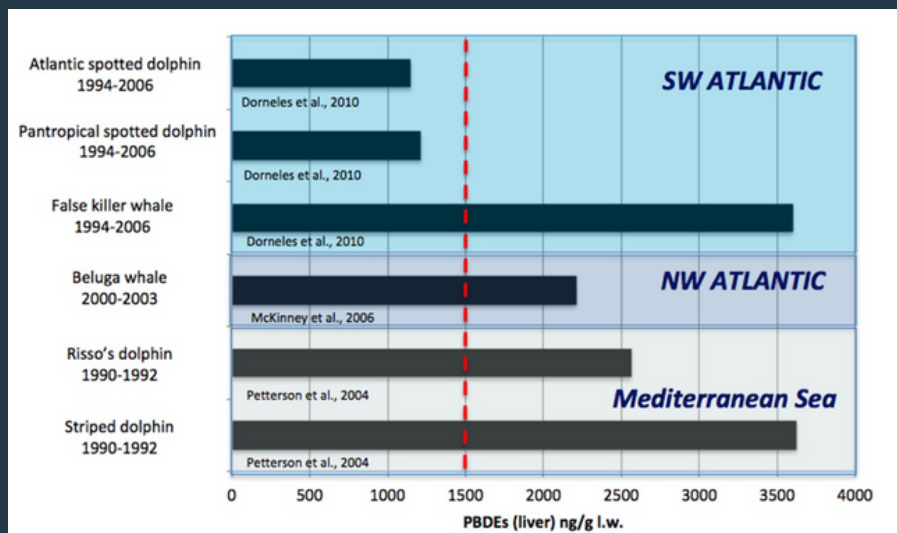 Atlantic spotted dolphin
1994-2006
Dorneles et al., 2010
SW ATLANTIC
Pantropical spotted dolphin
1994-2006
Dorneles et al., 2010
False killer whale
1994-2006
Dorneles et al., 2010
Beluga whale
2000-2003
McKinney et al., 2006
NW ATLANTIC
Risso's dolphin
1990-1992
Petterson et al., 2004
Mediterranean Sea
Striped dolphin
1990-1992
Petterson et al., 2004
0 500 1000 1500 2000 2500 3000 3500 4000
PBDEs (liver) ng/g l.w.